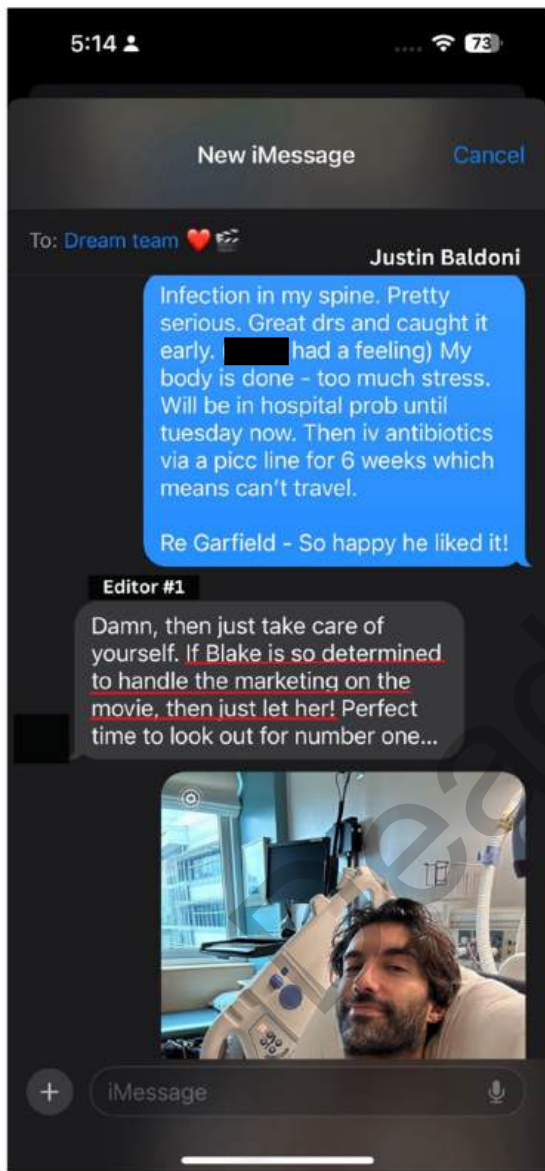 5:14
73
New iMessage
Cancel
To: Dream team ❤️🎬
Justin Baldoni
Infection in my spine. Pretty
serious. Great drs and caught it
early. had a feeling) My
body is done - too much stress.
Will be in hospital prob until
tuesday now. Then iv antibiotics
via a picc line for 6 weeks which
means can't travel.
Re Garfield - So happy he liked it!
Editor #1
Damn, then just take care of
yourself. If Blake is so determined
to handle the marketing on the
movie, then just let her! Perfect
time to look out for number one...
iMessage